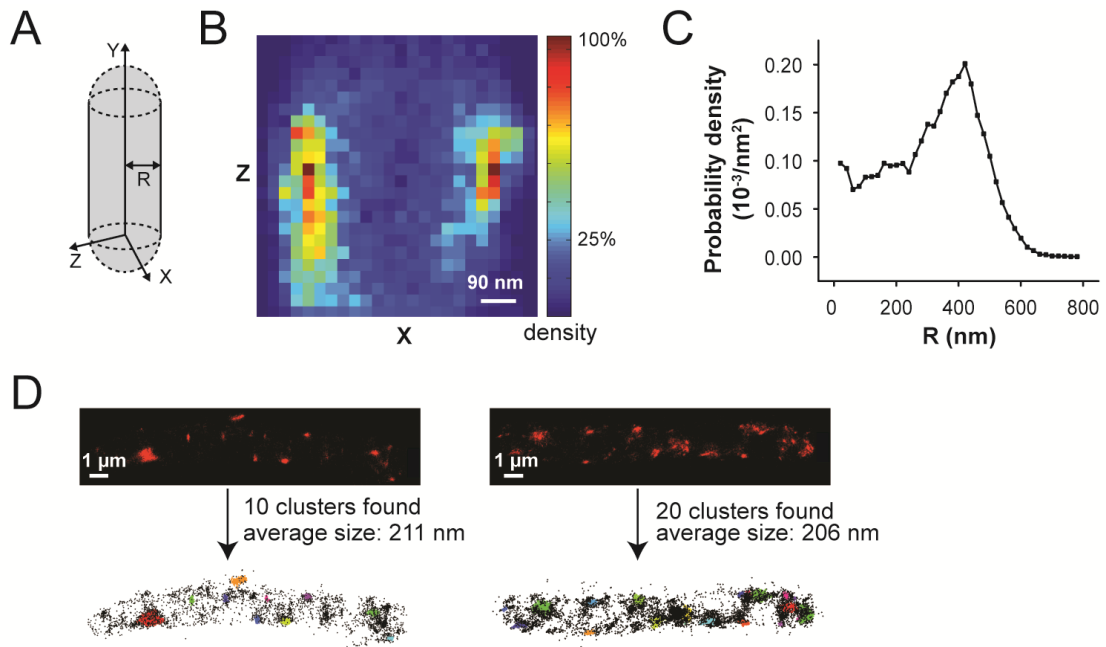 A
Y
R
Z
X
B
Z
X
90 nm
100%
25%
density
C
Probability density
(10⁻³/nm²)
0.20
0.15
0.10
0.05
0.00
0 200 400 600 800
R (nm)
D
1 µm
10 clusters found
average size: 211 nm
1 µm
20 clusters found
average size: 206 nm